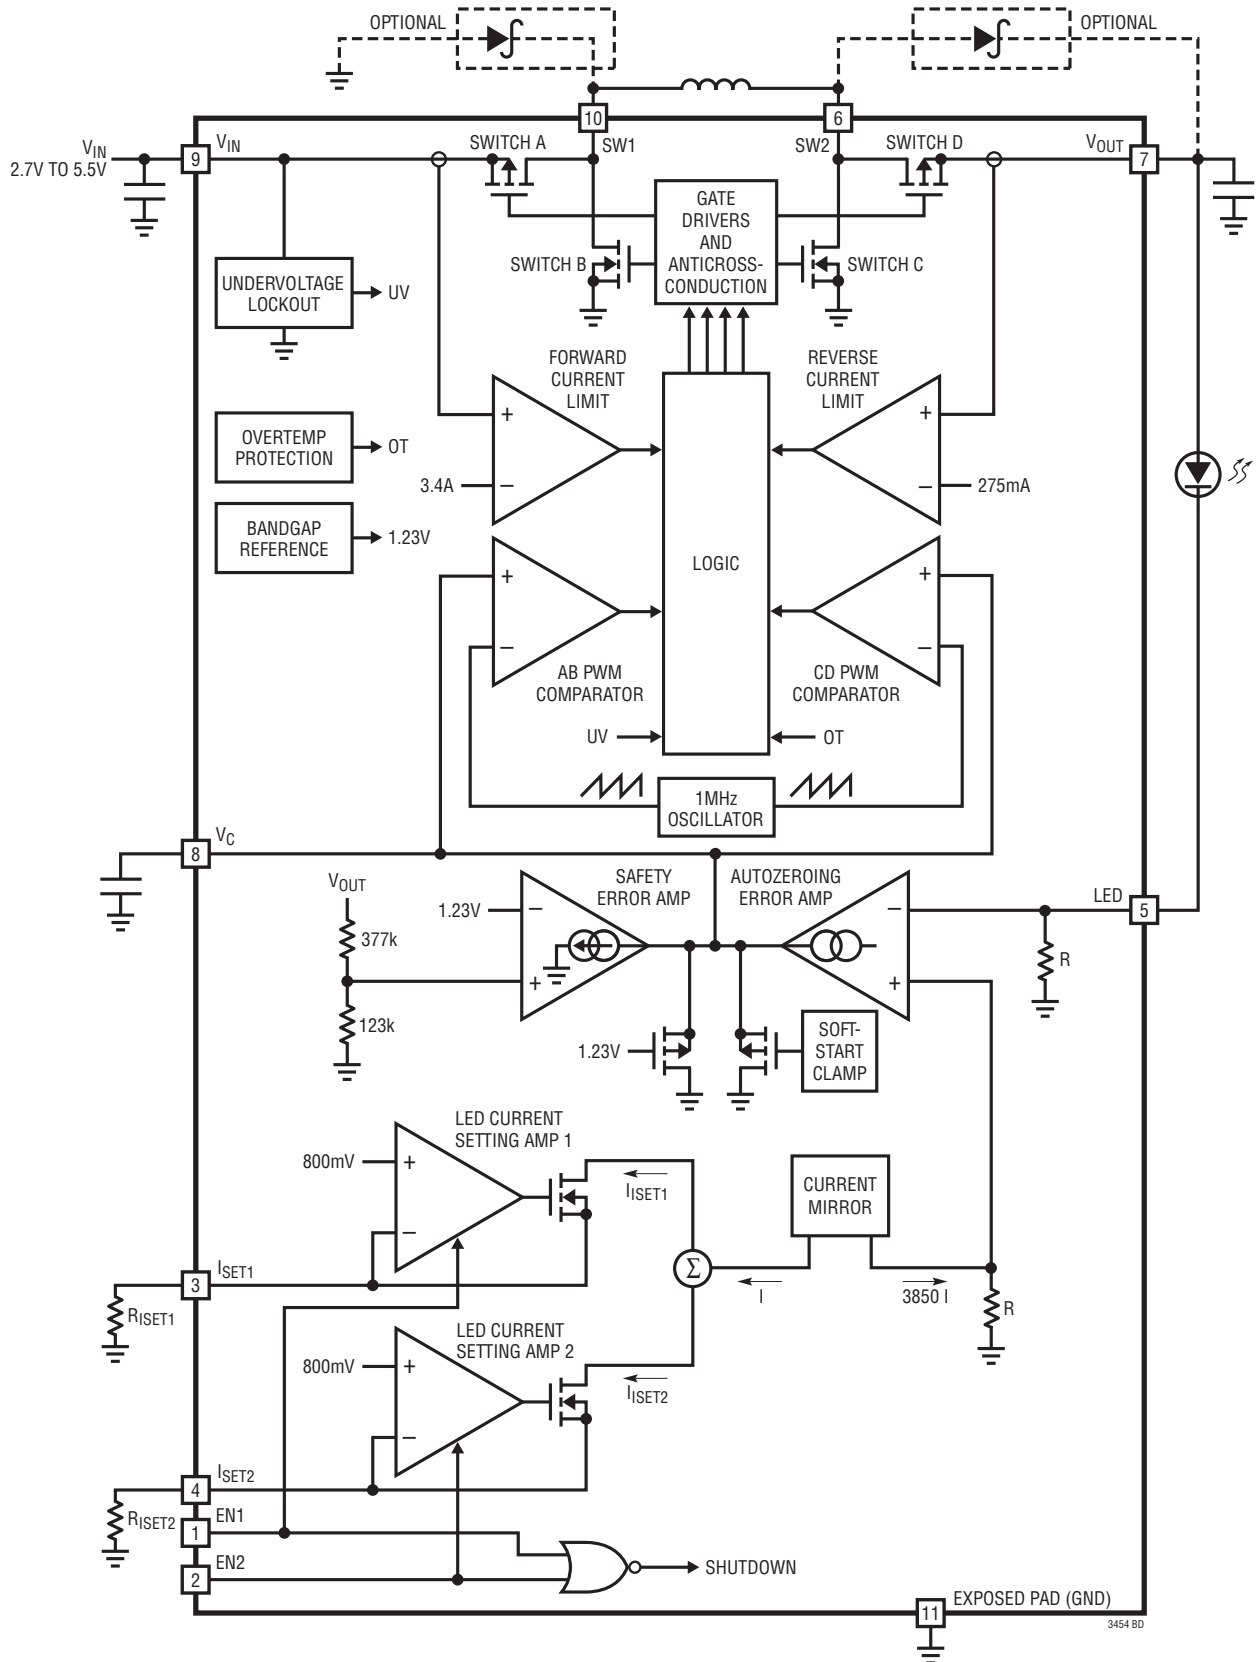 OPTIONAL
OPTIONAL
10
6
VIN
2.7V TO 5.5V
9
VIN
SWITCH A
SW1
SW2
SWITCH D
VOUT
7
GATE
DRIVERS
AND
ANTICROSS-
CONDUCTION
SWITCH B
SWITCH C
UNDERVOLTAGE
LOCKOUT
UV
FORWARD
CURRENT
LIMIT
REVERSE
CURRENT
LIMIT
+
+
OVERTEMP
PROTECTION
OT
3.4A
–
–
275mA
BANDGAP
REFERENCE
1.23V
LOGIC
+
+
–
–
AB PWM
COMPARATOR
CD PWM
COMPARATOR
UV
OT
1MHz
OSCILLATOR
8
VC
VOUT
SAFETY
ERROR AMP
AUTOZEROING
ERROR AMP
LED
5
1.23V
–
–
377k
R
+
+
123k
1.23V
SOFT-
START
CLAMP
LED CURRENT
SETTING AMP 1
800mV
+
IISET1
CURRENT
MIRROR
–
Σ
3
ISET1
I
3850 I
R
RISET1
LED CURRENT
SETTING AMP 2
800mV
+
IISET2
–
4
ISET2
RISET2
1
EN1
2
EN2
SHUTDOWN
11
EXPOSED PAD (GND)
3454 BD